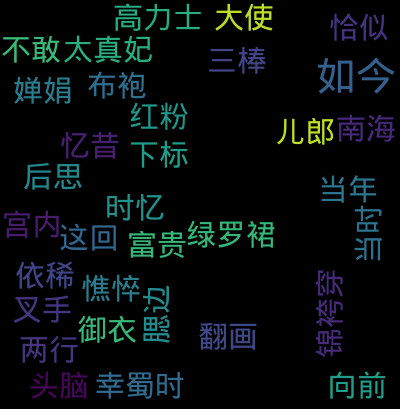 高力士
大使
恰似
不敢
太真妃
三棒
如今
婵娟
布袍
红粉
儿郎
南海
忆昔
下标
后思
当年
时忆
当时
宫内
这回
富贵
绿罗裙
依稀
憔悴
腮边
锦袴穿
叉手
御衣
翻画
两行
头脑
幸蜀时
向前